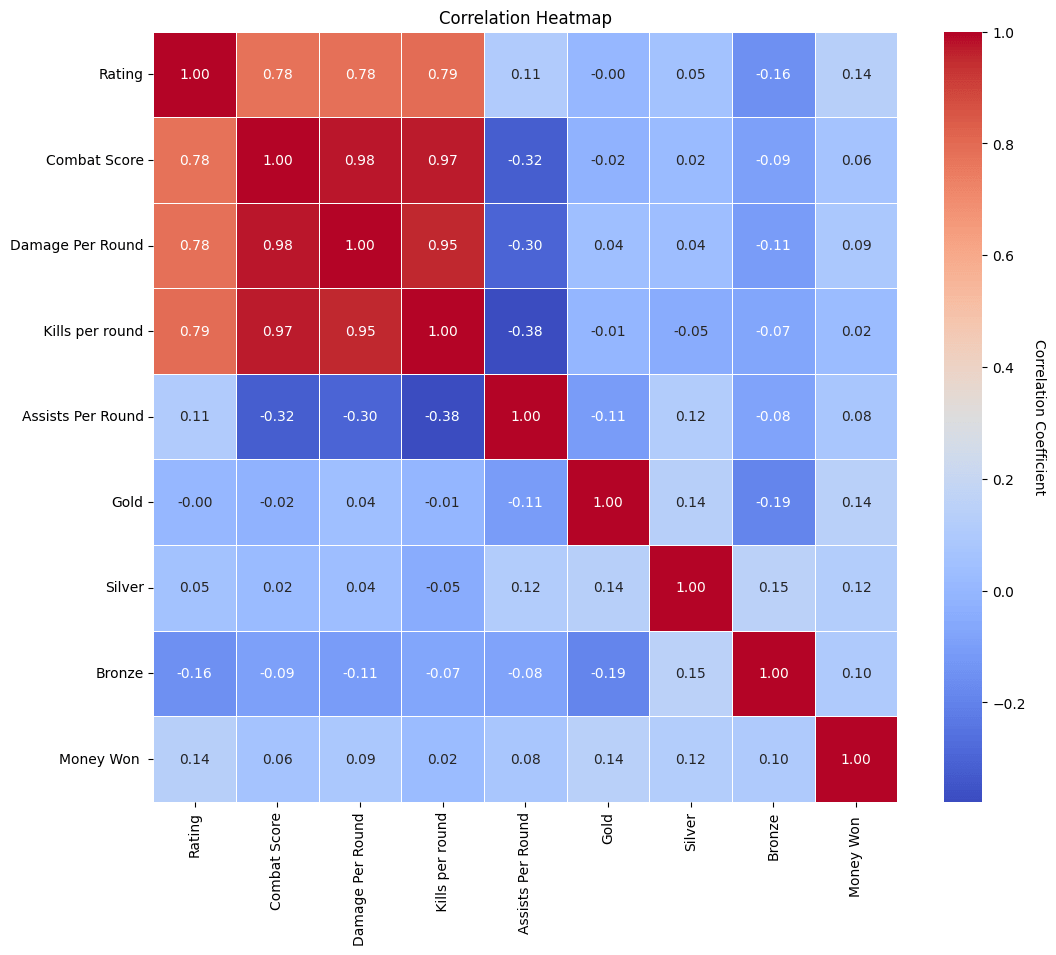 Correlation Heatmap
Rating 1.00 0.78 0.78 0.79 0.11 -0.00 0.05 -0.16 0.14
Combat Score 0.78 1.00 0.98 0.97 -0.32 -0.02 0.02 -0.09 0.06
Damage Per Round 0.78 0.98 1.00 0.95 -0.30 0.04 0.04 -0.11 0.09
Kills per round 0.79 0.97 0.95 1.00 -0.38 -0.01 -0.05 -0.07 0.02
Assists Per Round 0.11 -0.32 -0.30 -0.38 1.00 -0.11 0.12 -0.08 0.08
Gold -0.00 -0.02 0.04 -0.01 -0.11 1.00 0.14 -0.19 0.14
Silver 0.05 0.02 0.04 -0.05 0.12 0.14 1.00 0.15 0.12
Bronze -0.16 -0.09 -0.11 -0.07 -0.08 -0.19 0.15 1.00 0.10
Money Won 0.14 0.06 0.09 0.02 0.08 0.14 0.12 0.10 1.00
Rating
Combat Score
Damage Per Round
Kills per round
Assists Per Round
Gold
Silver
Bronze
Money Won
1.0
0.8
0.6
0.4
0.2
0.0
−0.2
Correlation Coefficient